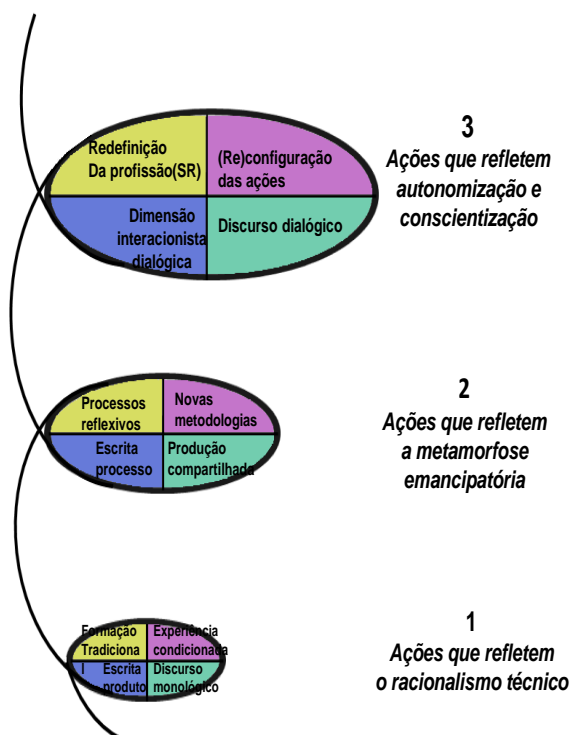 Redefinição
Da profissão(SR)
(Re)configuração
das ações
Dimensão
interacionista
dialógica
Discurso dialógico
3
Ações que refletem
autonomização e
conscientização
Processos
reflexivos
Novas
metodologias
Escrita
processo
Produção
compartilhada
2
Ações que refletem
a metamorfose
emancipatória
Formação
Tradiciona
l
Experiência
condicionada
Escrita
produto
Discurso
monológico
1
Ações que refletem
o racionalismo técnico